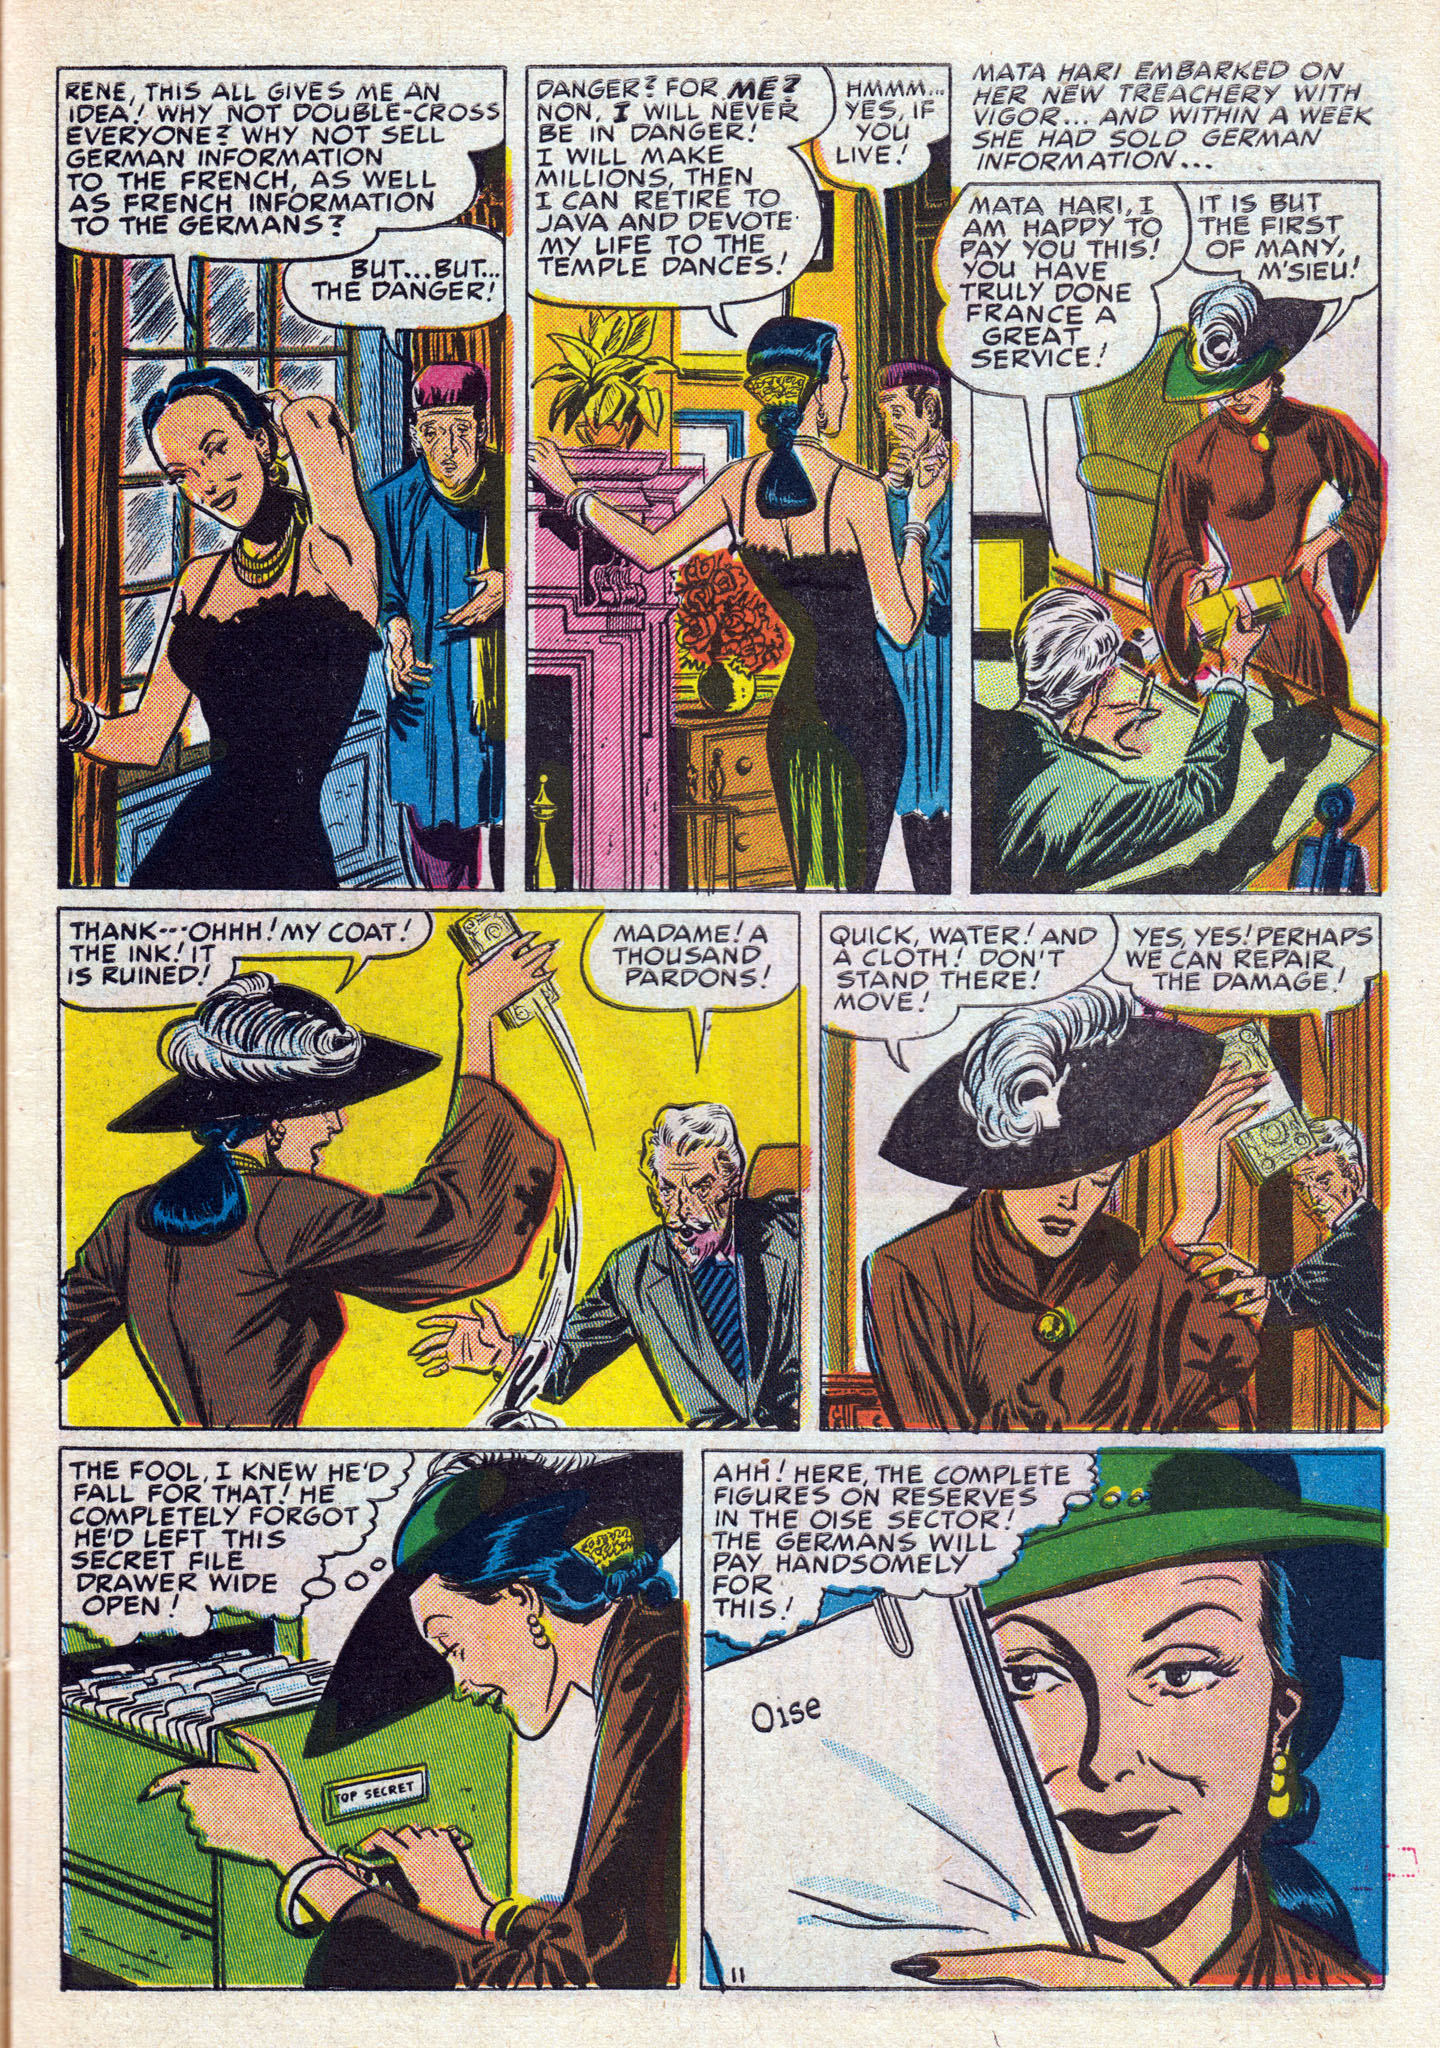 RENE, THIS ALL GIVES ME AN
IDEA! WHY NOT DOUBLE-CROSS
EVERYONE? WHY NOT SELL
GERMAN INFORMATION
TO THE FRENCH, AS WELL
AS FRENCH INFORMATION
TO THE GERMANS?
BUT...BUT...
THE DANGER!
DANGER? FOR ME?
NON, I WILL NEVER
BE IN DANGER!
I WILL MAKE
MILLIONS, THEN
I CAN RETIRE TO
JAVA AND DEVOTE
MY LIFE TO THE
TEMPLE DANCES!
HMMM...
YES, IF
YOU
LIVE!
MATA HARI EMBARKED ON
HER NEW TREACHERY WITH
VIGOR... AND WITHIN A WEEK
SHE HAD SOLD GERMAN
INFORMATION...
MATA HARI, I
AM HAPPY TO
PAY YOU THIS!
YOU HAVE
TRULY DONE
FRANCE A
GREAT
SERVICE!
IT IS BUT
THE FIRST
OF MANY,
M'SIEU!
THANK---OHHH! MY COAT!
THE INK! IT
IS RUINED!
MADAME! A
THOUSAND
PARDONS!
QUICK, WATER! AND
A CLOTH! DON'T
STAND THERE!
MOVE!
YES, YES! PERHAPS
WE CAN REPAIR
THE DAMAGE!
THE FOOL, I KNEW HE'D
FALL FOR THAT! HE
COMPLETELY FORGOT
HE'D LEFT THIS
SECRET FILE
DRAWER WIDE
OPEN!
TOP SECRET
AHH! HERE, THE COMPLETE
FIGURES ON RESERVES
IN THE OISE SECTOR!
THE GERMANS WILL
PAY HANDSOMELY
FOR
THIS!
Oise
11